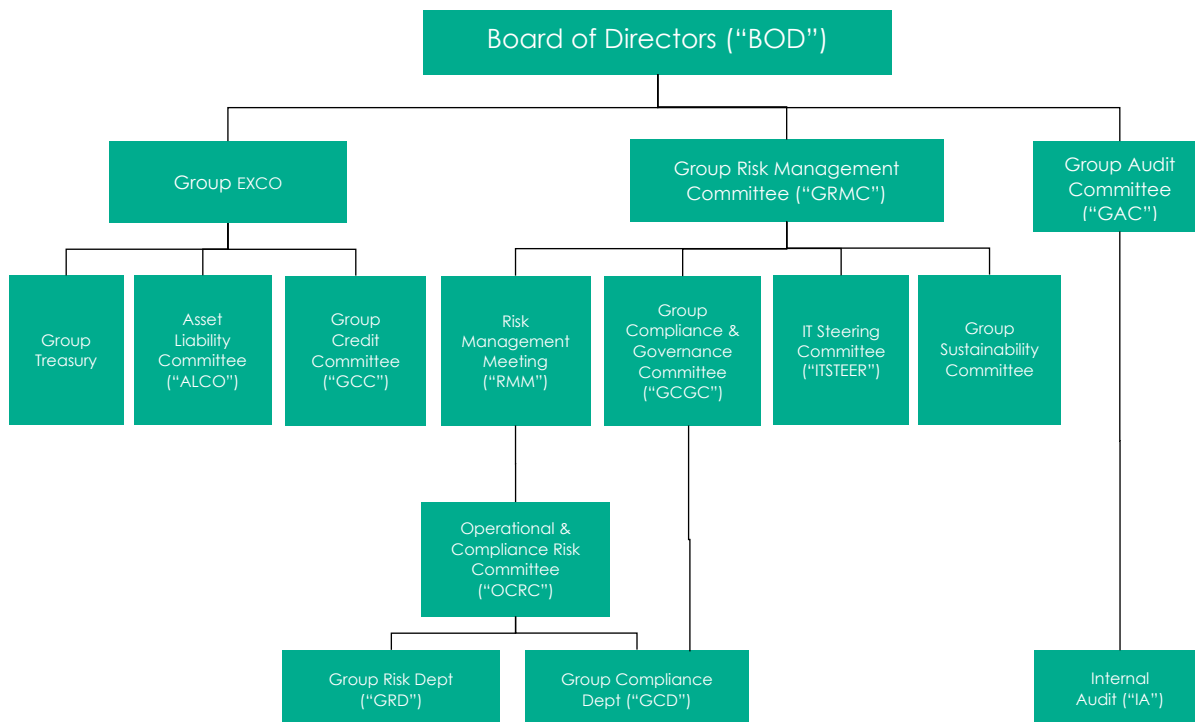 Board of Directors (“BOD”)
Group EXCO
Group Risk Management
Committee (“GRMC”)
Group Audit
Committee
(“GAC”)
Group
Treasury
Asset
Liability
Committee
(“ALCO”)
Group
Credit
Committee
(“GCC”)
Risk
Management
Meeting
(“RMM”)
Group
Compliance &
Governance
Committee
(“GCGC”)
IT Steering
Committee
(“ITSTEER”)
Group
Sustainability
Committee
Operational &
Compliance Risk
Committee
(“OCRC”)
Group Risk Dept
(“GRD”)
Group Compliance
Dept (“GCD”)
Internal
Audit (“IA”)